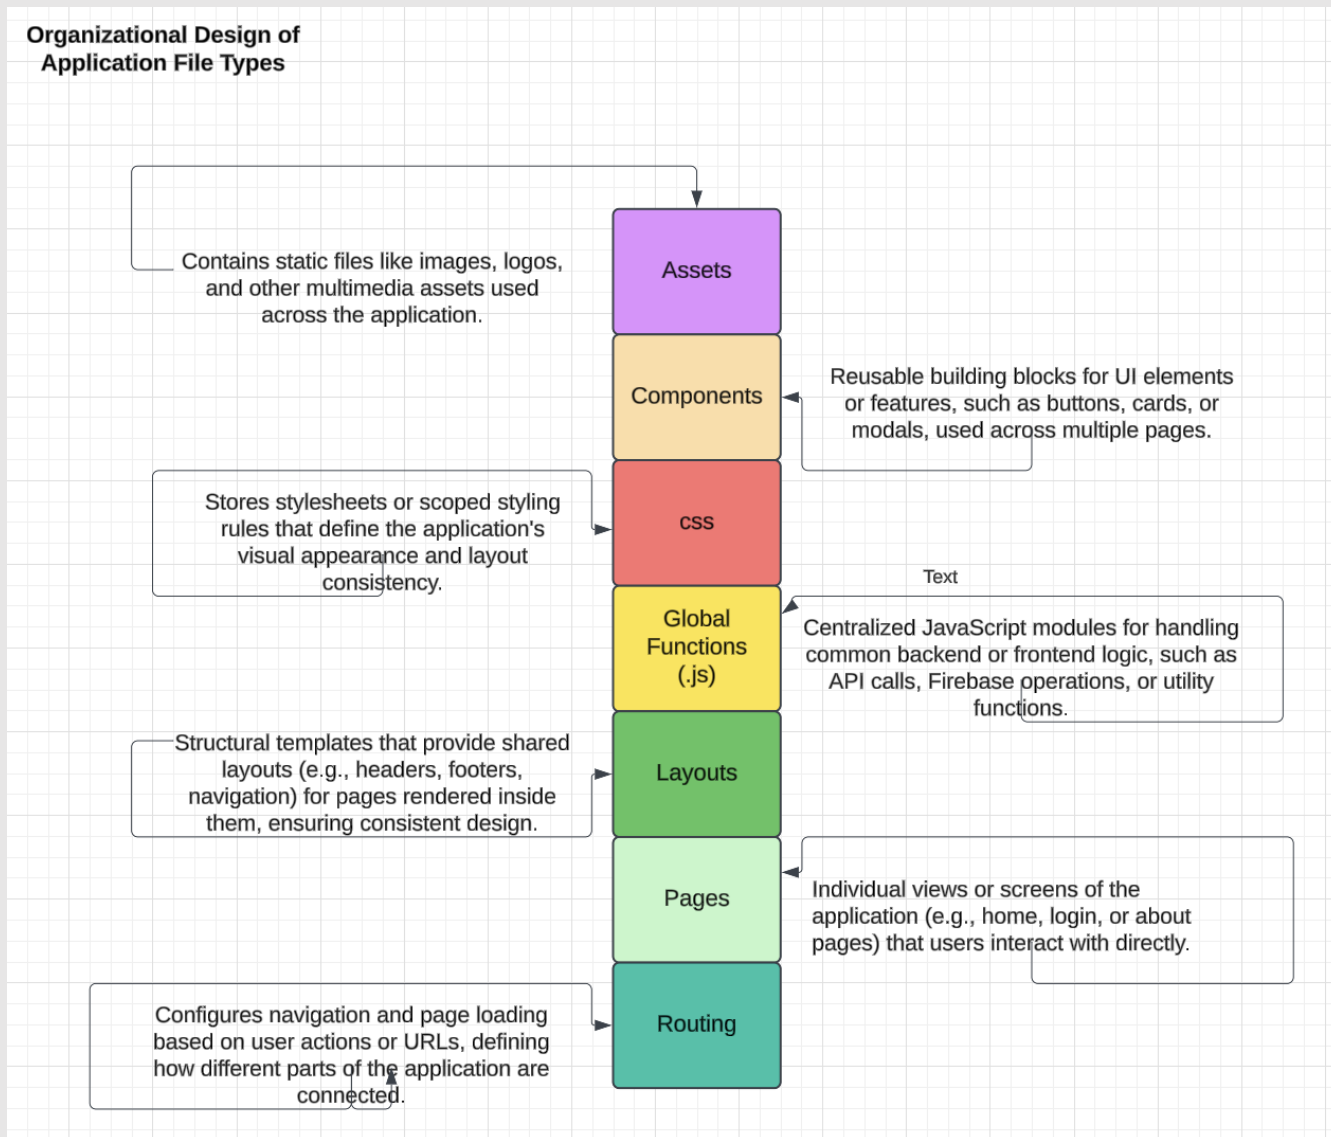 Organizational Design of
Application File Types
Assets
Contains static files like images, logos,
and other multimedia assets used
across the application.
Components
Reusable building blocks for UI elements
or features, such as buttons, cards, or
modals, used across multiple pages.
css
Stores stylesheets or scoped styling
rules that define the application's
visual appearance and layout
consistency.
Text
Global
Functions
(.js)
Centralized JavaScript modules for handling
common backend or frontend logic, such as
API calls, Firebase operations, or utility
functions.
Layouts
Structural templates that provide shared
layouts (e.g., headers, footers,
navigation) for pages rendered inside
them, ensuring consistent design.
Pages
Individual views or screens of the
application (e.g., home, login, or about
pages) that users interact with directly.
Routing
Configures navigation and page loading
based on user actions or URLs, defining
how different parts of the application are
connected.